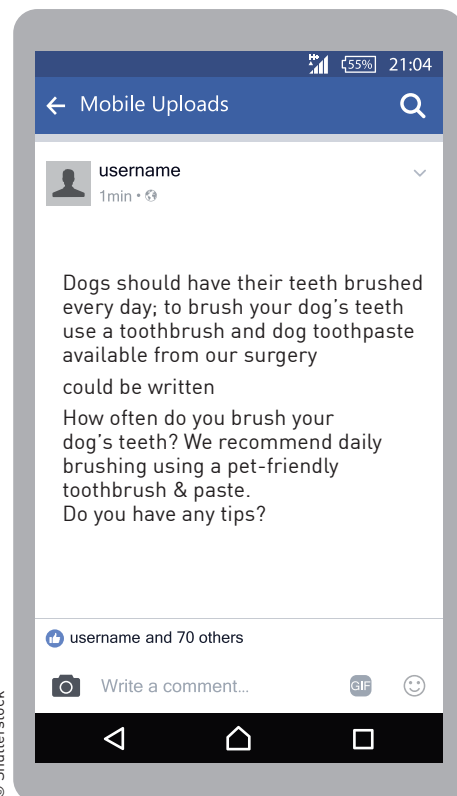 H+ 55% 21:04
Mobile Uploads
username
1min
Dogs should have their teeth brushed
every day; to brush your dog's teeth
use a toothbrush and dog toothpaste
available from our surgery
could be written
How often do you brush your
dog's teeth? We recommend daily
brushing using a pet-friendly
toothbrush & paste.
Do you have any tips?
username and 70 others
Write a comment...
GIF
© Shutterstock